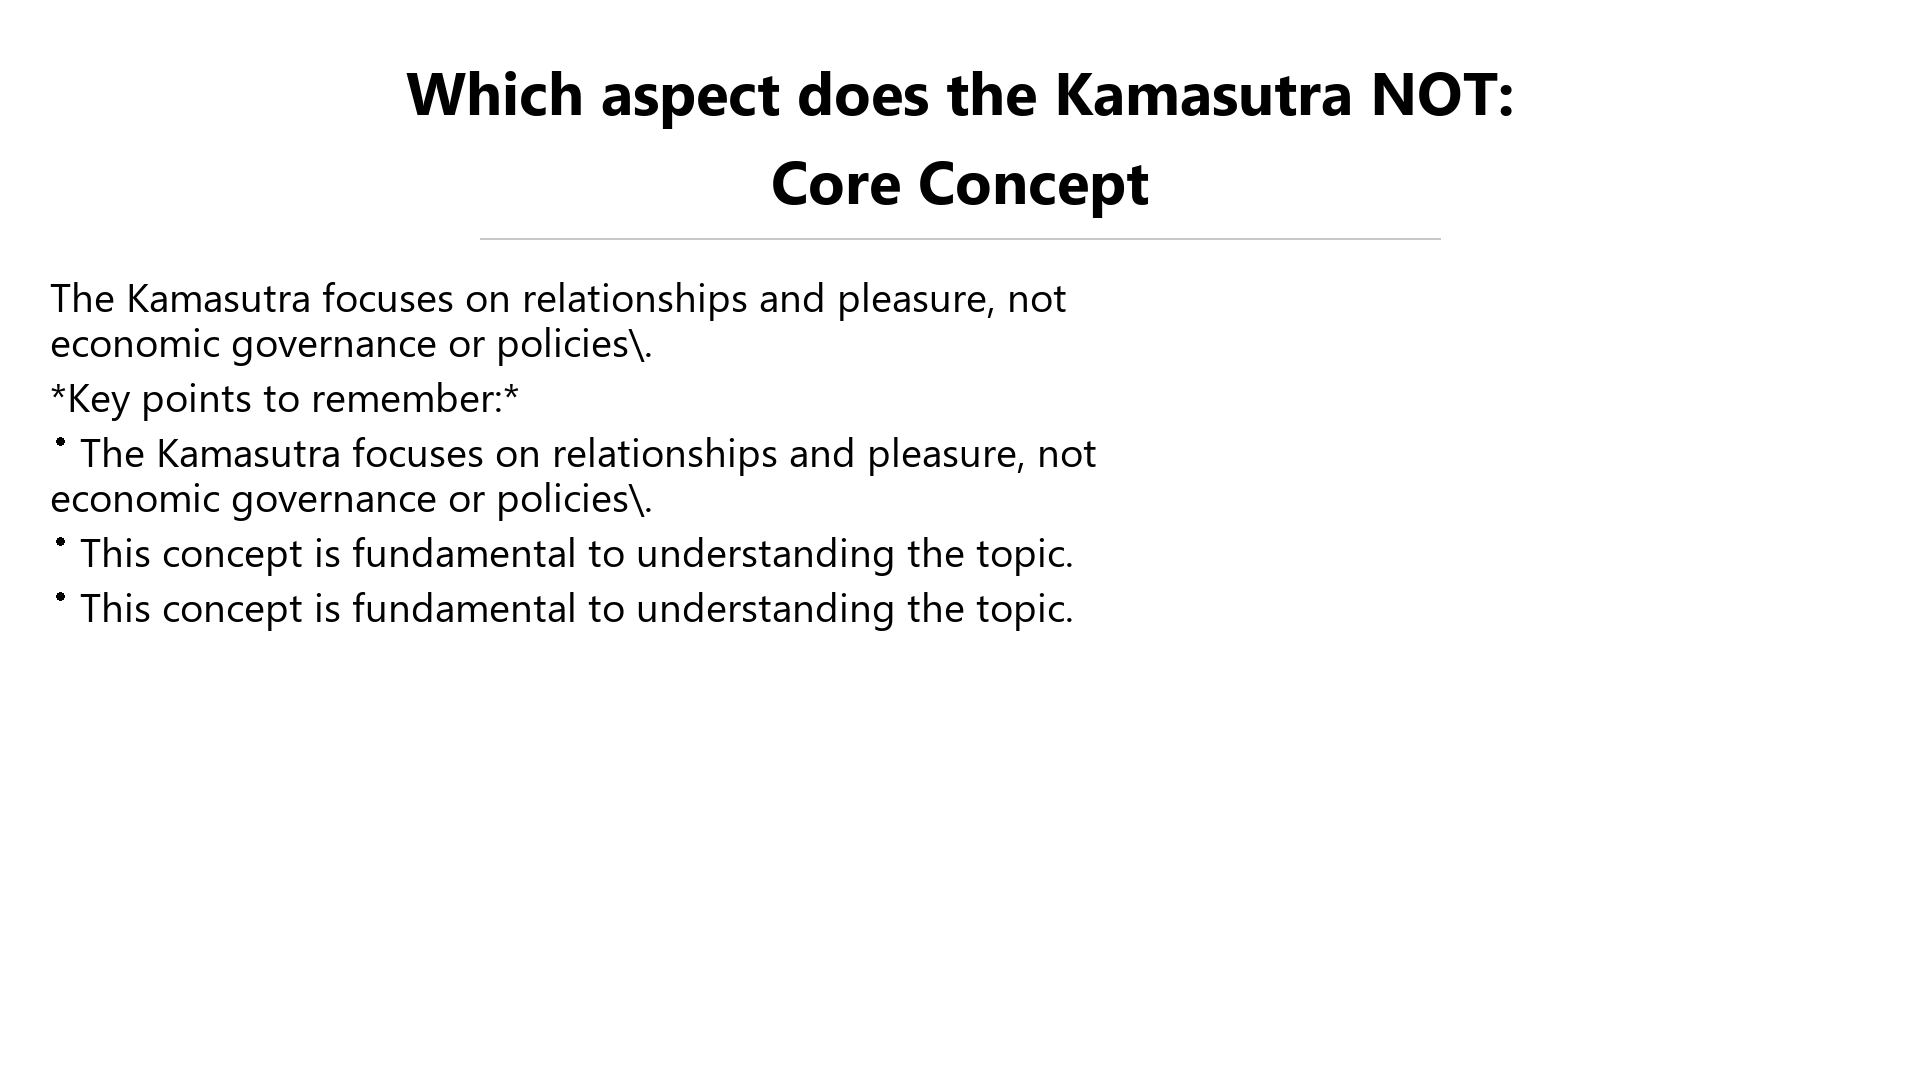 Which aspect does the Kamasutra NOT:
Core Concept
The Kamasutra focuses on relationships and pleasure, not
economic governance or policies\.
*Key points to remember:*
• The Kamasutra focuses on relationships and pleasure, not
economic governance or policies\.
• This concept is fundamental to understanding the topic.
• This concept is fundamental to understanding the topic.